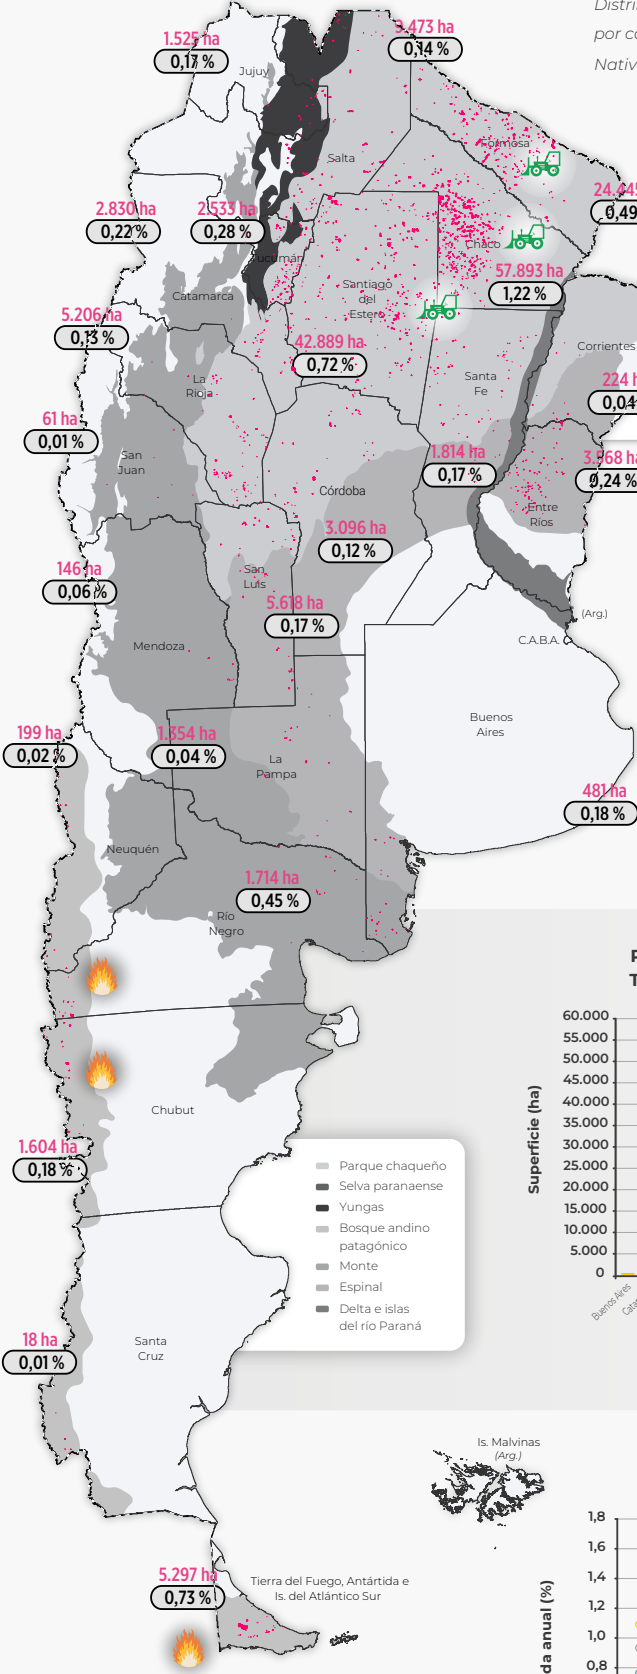 Distri
por co
Nativ
1.525 ha
0,17 %
Jujuy
3.473 ha
0,14 %
Formosa
Salta
24.445
0,49
2.830 ha
0,22 %
2.533 ha
0,28 %
Tucumán
Chaco
57.893 ha
1,22 %
Catamarca
Santiago
del
Estero
5.206 ha
0,13 %
42.889 ha
0,72 %
Corrientes
La
Rioja
Santa
Fe
224 h
0,04
61 ha
0,01 %
San
Juan
1.814 ha
0,17 %
3.568 ha
0,24 %
Córdoba
Entre
Ríos
3.096 ha
0,12 %
146 ha
0,06 %
San
Luis
5.618 ha
0,17 %
(Arg.)
C.A.B.A.
Mendoza
Buenos
Aires
199 ha
0,02 %
1.354 ha
0,04 %
La
Pampa
481 ha
0,18 %
Neuquén
1.714 ha
0,45 %
Río
Negro
P
T
60.000
55.000
50.000
45.000
40.000
35.000
30.000
25.000
20.000
15.000
10.000
5.000
0
Superficie (ha)
Buenos Aires
Cata
Chubut
1.604 ha
0,18 %
Parque chaqueño
Selva paranaense
Yungas
Bosque andino
patagónico
Monte
Espinal
Delta e islas
del río Paraná
18 ha
0,01 %
Santa
Cruz
Is. Malvinas
(Arg.)
5.297 ha
0,73 %
Tierra del Fuego, Antártida e
Is. del Atlántico Sur
1,8
1,6
1,4
1,2
1,0
0,8
da anual (%)